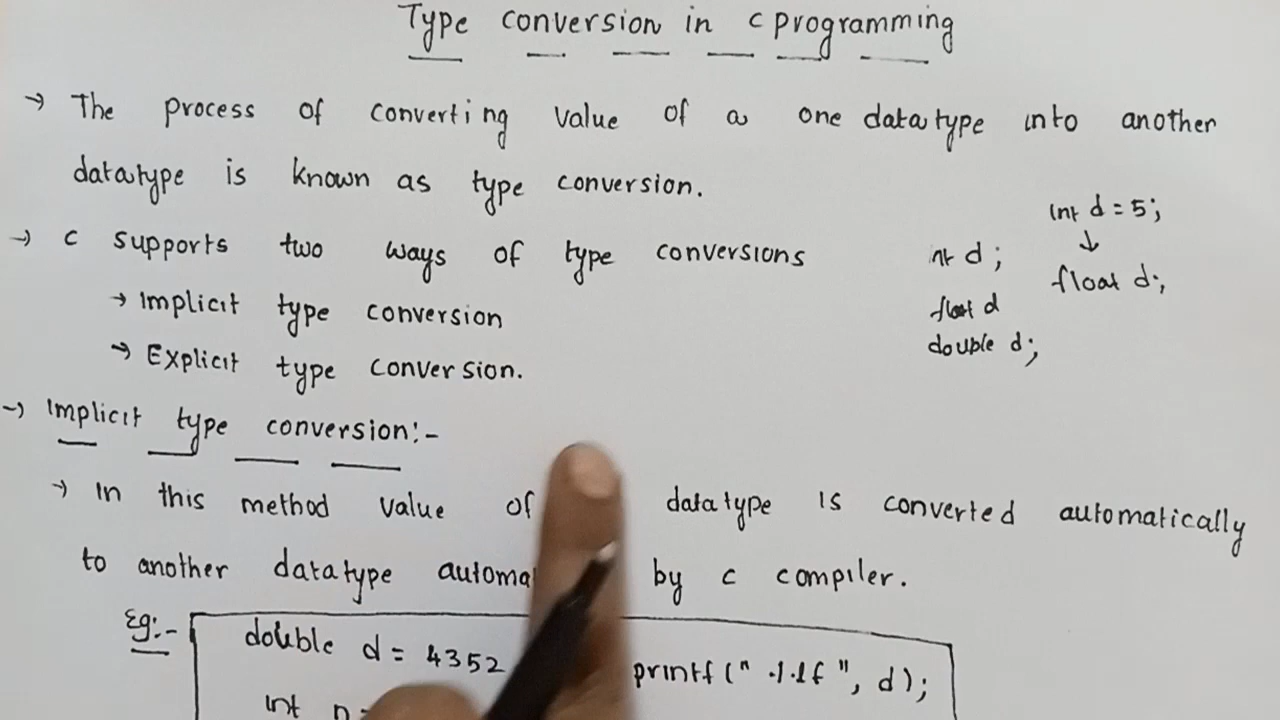 Type conversion in c programming
→ The process of converting value of a one datatype into another
datatype is known as type conversion.
int d = 5;
→ c supports two ways of type conversions
int d;
↓
float d;
→ Implicit type conversion
float d
→ Explicit type conversion.
double d;
→ Implicit type conversion:-
→ In this method value of datatype is converted automatically
to another datatype by c compiler.
Eg:-
double d = 4352 printf(" %lf ", d);
int n =